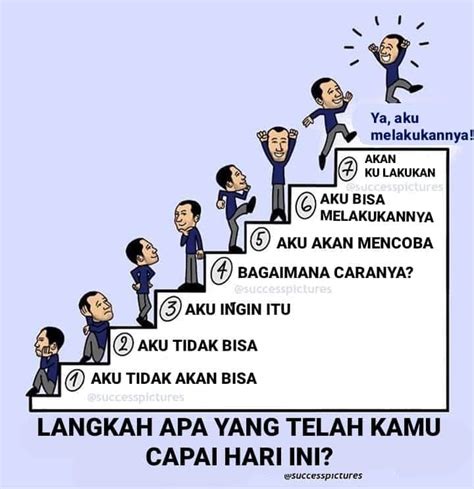 Ya, aku
melakukannya!
7 AKAN
KU LAKUKAN
@successpictures
6 AKU BISA
MELAKUKANNYA
5 AKU AKAN MENCOBA
4 BAGAIMANA CARANYA?
@successpictures
3 AKU INGIN ITU
2 AKU TIDAK BISA
1 AKU TIDAK AKAN BISA
@successpictures
LANGKAH APA YANG TELAH KAMU
CAPAI HARI INI?
@successpictures